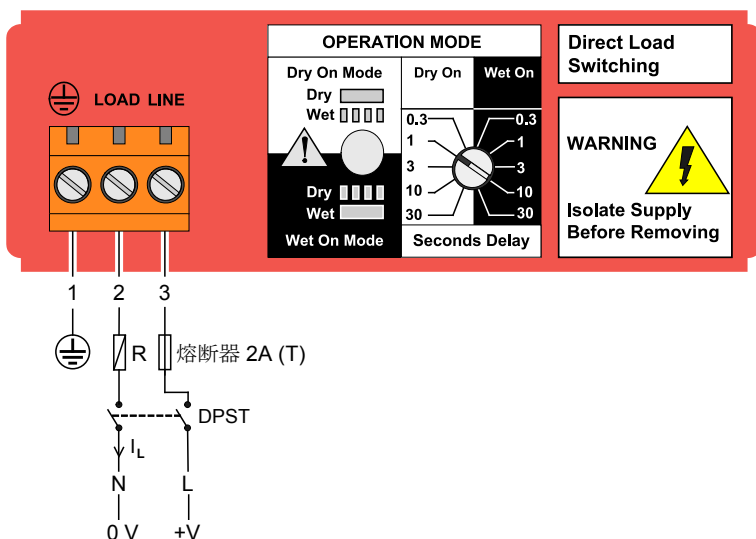 OPERATION MODE
Dry On Mode
Dry
Wet
Dry
Wet
Wet On Mode
Dry On
Wet On
0.3
1
3
10
30
0.3
1
3
10
30
Seconds Delay
Direct Load
Switching
WARNING
Isolate Supply
Before Removing
LOAD LINE
1 2 3
R
熔断器 2A (T)
DPST
IL
N L
0 V +V